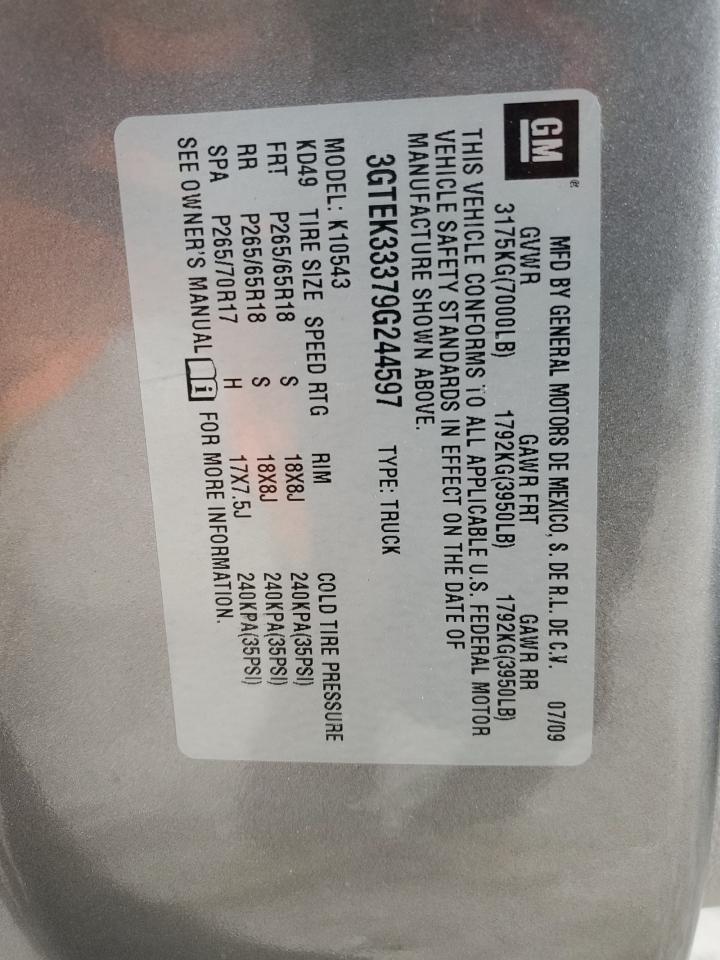 GM®
MFD BY GENERAL MOTORS DE MEXICO, S. DE R.L. DE C.V. 07/09
GVWR GAWR FRT GAWR RR
3175KG(7000LB) 1792KG(3950LB) 1792KG(3950LB)
THIS VEHICLE CONFORMS TO ALL APPLICABLE U.S. FEDERAL MOTOR
VEHICLE SAFETY STANDARDS IN EFFECT ON THE DATE OF
MANUFACTURE SHOWN ABOVE.
3GTEK33379G244597 TYPE: TRUCK
MODEL: K10543
KD49 TIRE SIZE SPEED RTG RIM COLD TIRE PRESSURE
FRT P265/65R18 S 18X8J 240KPA(35PSI)
RR P265/65R18 S 18X8J 240KPA(35PSI)
SPA P265/70R17 H 17X7.5J 240KPA(35PSI)
SEE OWNER'S MANUAL i FOR MORE INFORMATION.